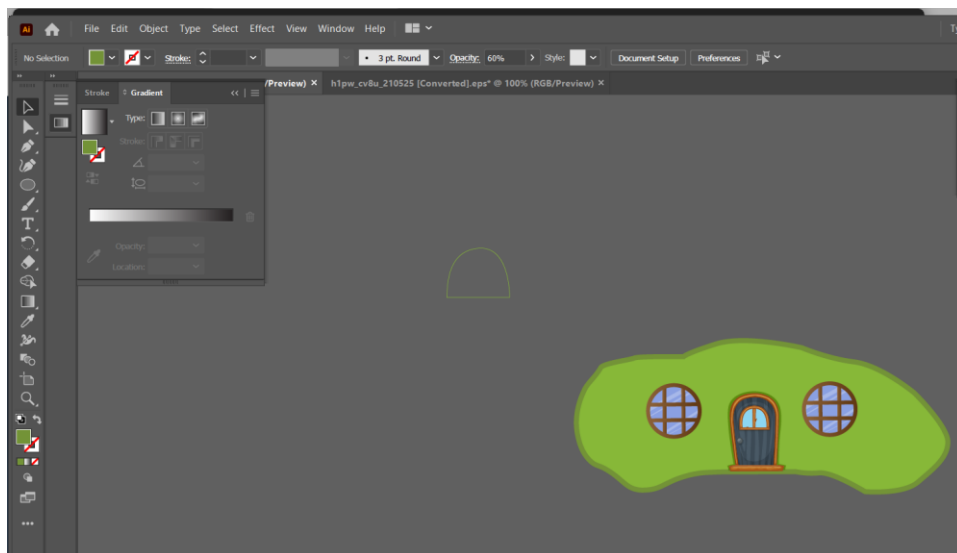 Ai File Edit Object Type Select Effect View Window Help
No Selection Stroke: 3 pt. Round Opacity: 60% Style: Document Setup Preferences
/Preview) × h1pw_cv8u_210525 [Converted].eps* @ 100% (RGB/Preview) ×
Stroke Gradient
Type:
Stroke:
Opacity:
Location: